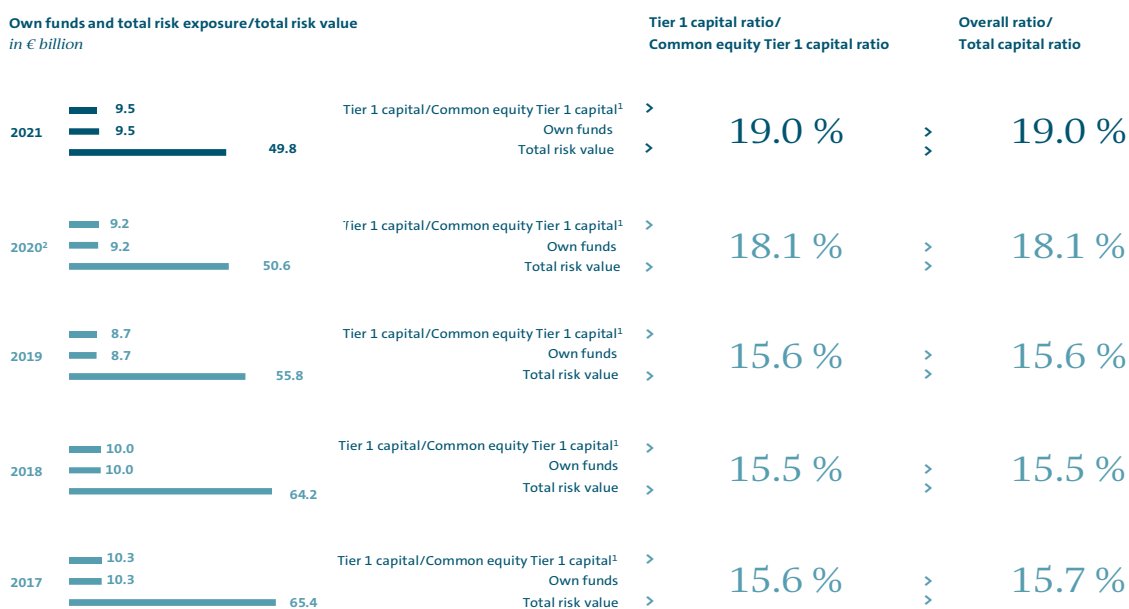 Own funds and total risk exposure/total risk value
in € billion
Tier 1 capital ratio/
Common equity Tier 1 capital ratio
Overall ratio/
Total capital ratio
2021
9.5
9.5
49.8
Tier 1 capital/Common equity Tier 1 capital¹
Own funds
Total risk value
19.0 %
19.0 %
2020²
9.2
9.2
50.6
Tier 1 capital/Common equity Tier 1 capital¹
Own funds
Total risk value
18.1 %
18.1 %
2019
8.7
8.7
55.8
Tier 1 capital/Common equity Tier 1 capital¹
Own funds
Total risk value
15.6 %
15.6 %
2018
10.0
10.0
64.2
Tier 1 capital/Common equity Tier 1 capital¹
Own funds
Total risk value
15.5 %
15.5 %
2017
10.3
10.3
65.4
Tier 1 capital/Common equity Tier 1 capital¹
Own funds
Total risk value
15.6 %
15.7 %